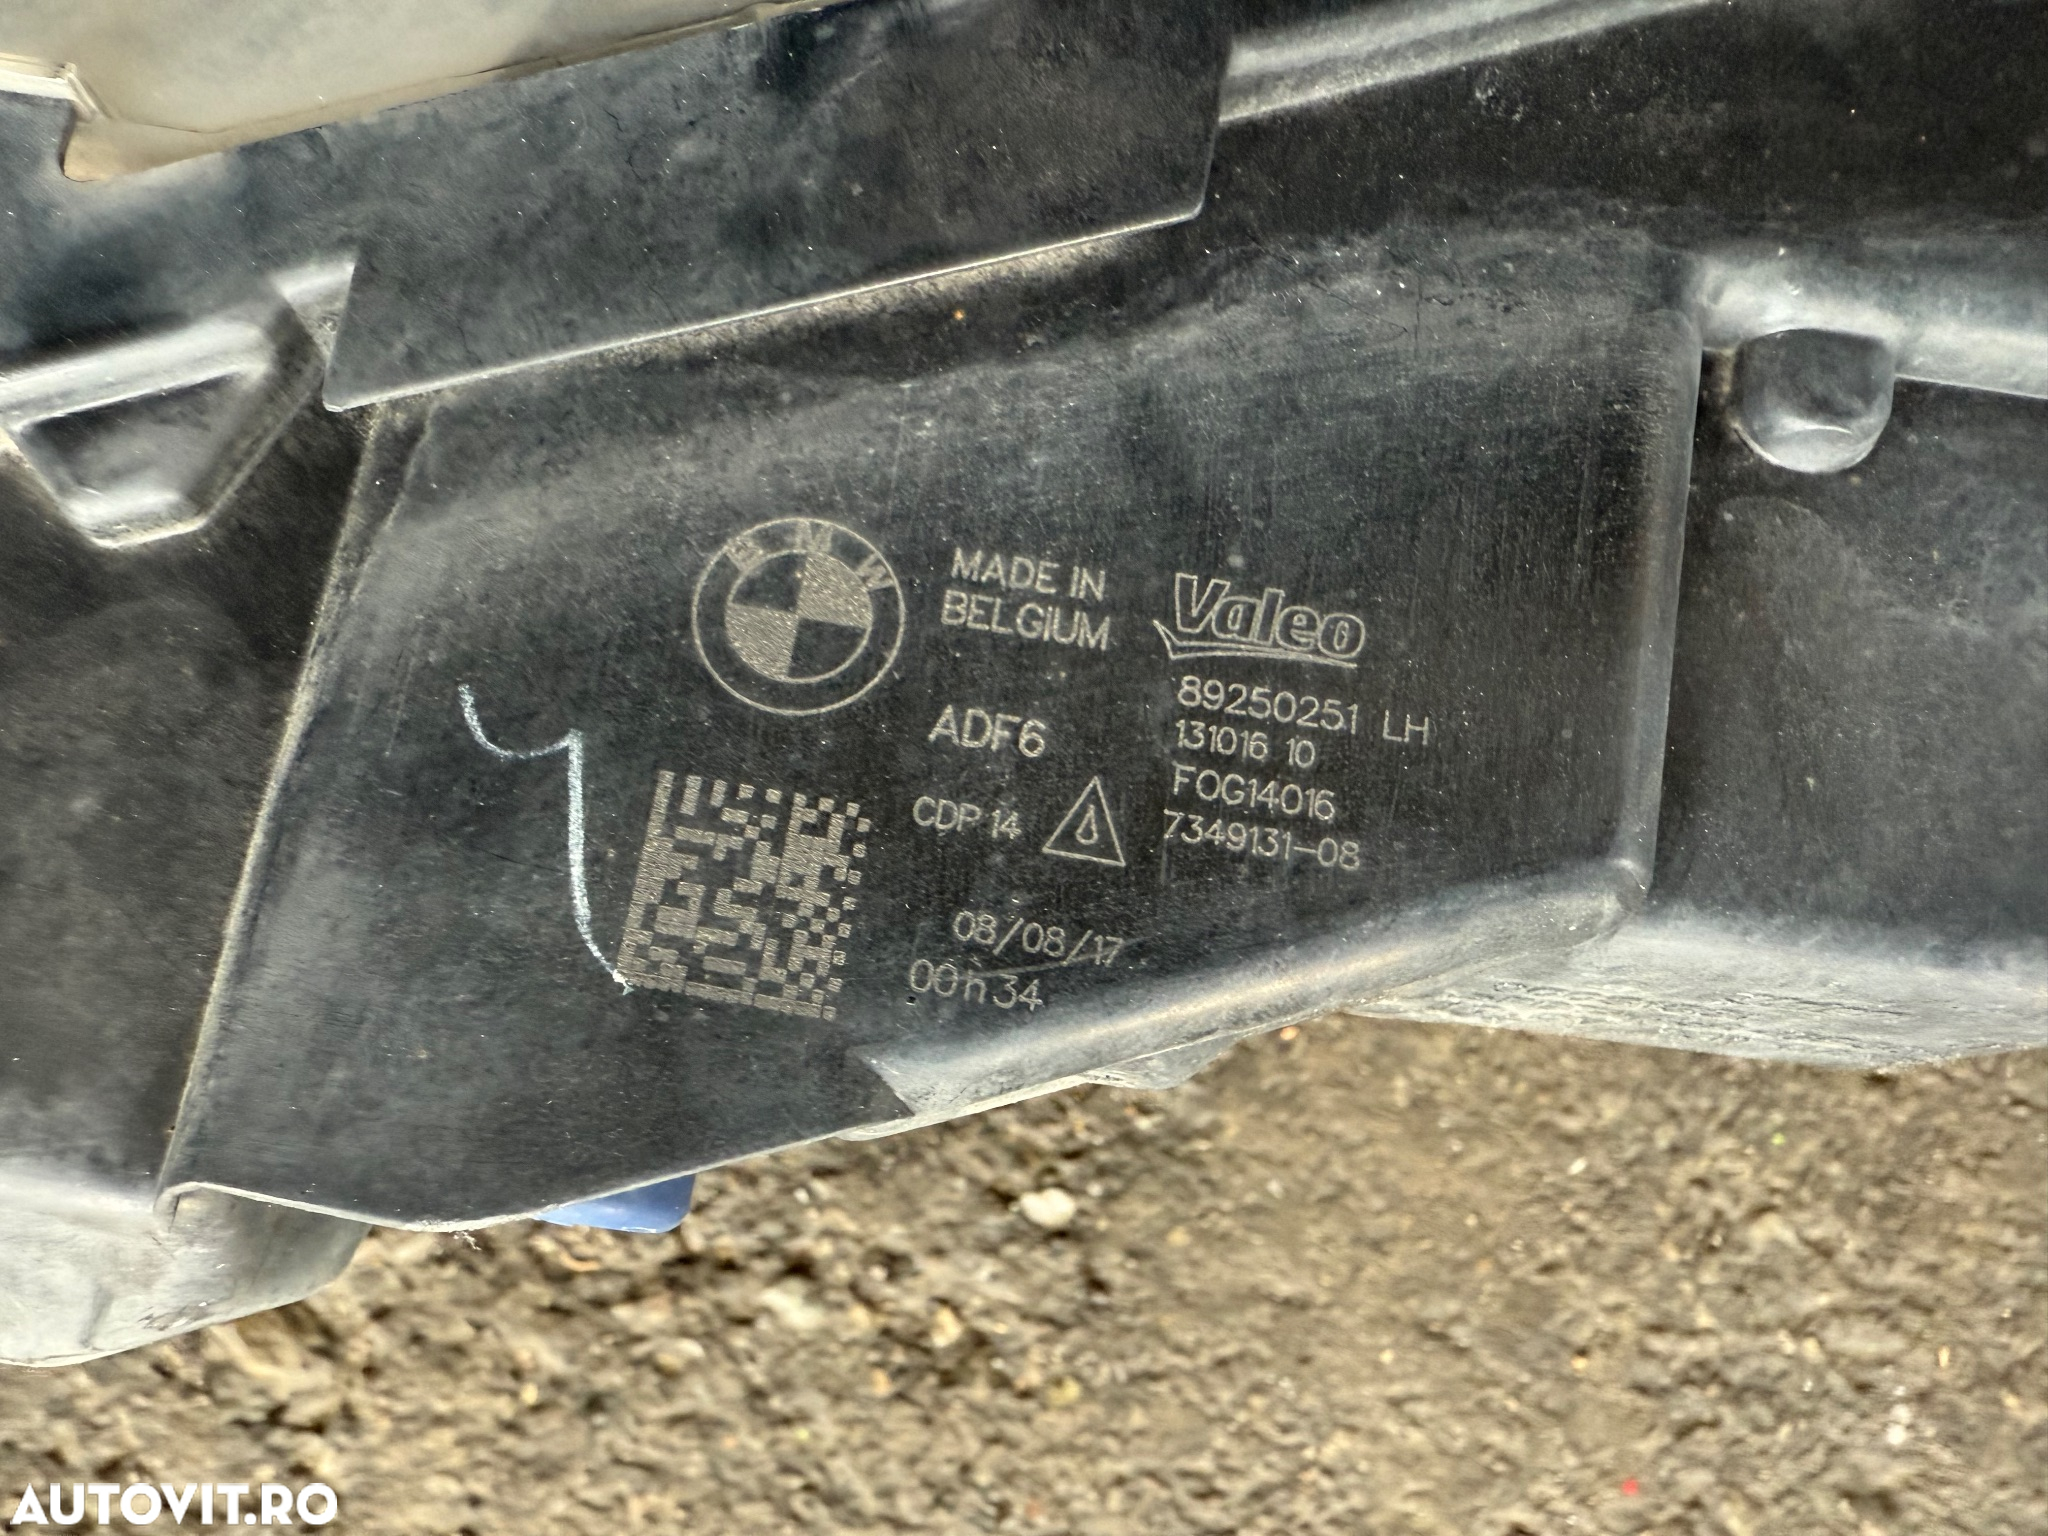 BMW
MADE IN
BELGIUM
Valeo
89250251 LH
131016 10
FOG14016
7349131-08
ADF6
CDP 14
08/08/17
00h34
AUTOVIT.RO